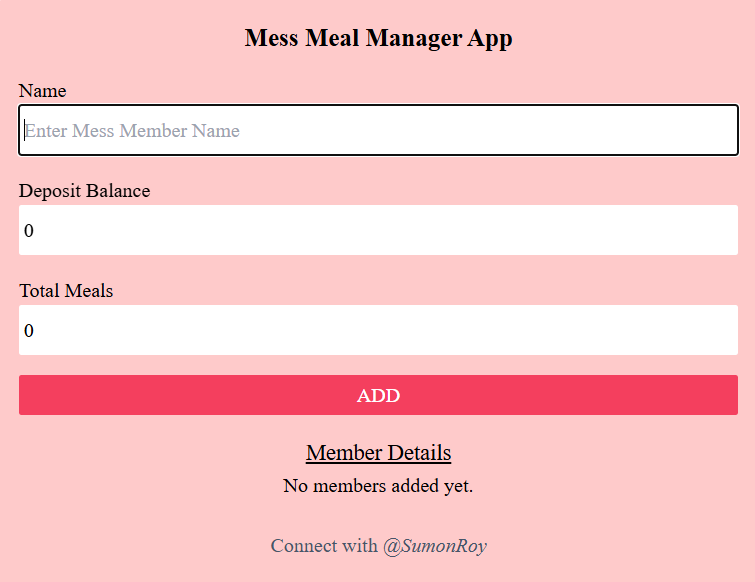 Mess Meal Manager App
Name
Enter Mess Member Name
Deposit Balance
0
Total Meals
0
ADD
Member Details
No members added yet.
Connect with @SumonRoy